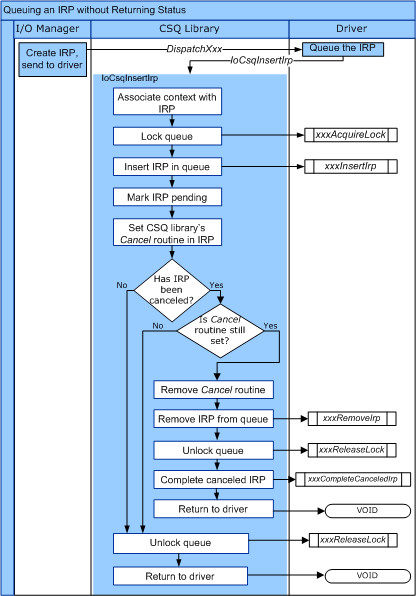 Queuing an IRP without Returning Status
I/O Manager
CSQ Library
Driver
Create IRP,
send to driver
DispatchXxx
Queue the IRP
IoCsqInsertIrp
IoCsqInsertIrp
Associate context with
IRP
Lock queue
xxxAcquireLock
Insert IRP in queue
xxxInsertIrp
Mark IRP pending
Set CSQ library`s
Cancel routine in IRP
Has IRP
been
canceled?
No
Yes
Is Cancel
routine still
set?
No
Yes
Remove Cancel routine
Remove IRP from queue
xxxRemoveIrp
Unlock queue
xxxReleaseLock
Complete canceled IRP
xxxCompleteCanceledIrp
Return to driver
VOID
Unlock queue
xxxReleaseLock
Return to driver
VOID